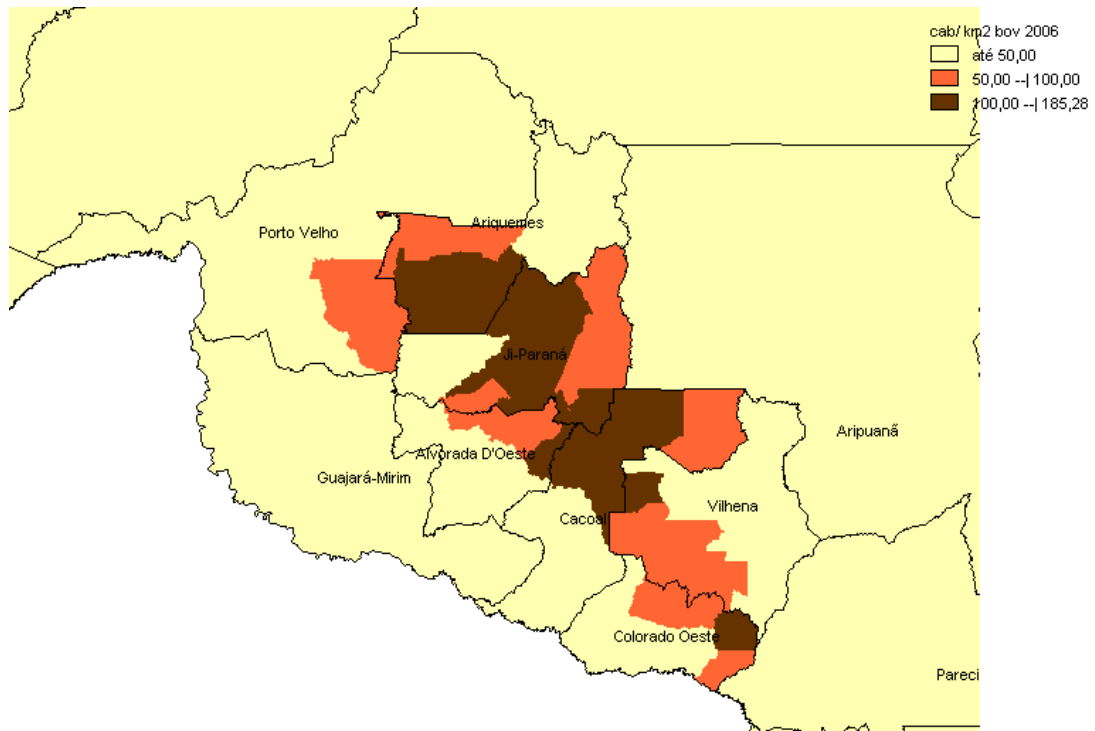 cab/ km2 bov 2006
até 50,00
50,00 --| 100,00
100,00 --| 185,28
Porto Velho
Ariquemes
Ji-Paraná
Aripuanã
Alvorada D'Oeste
Guajará-Mirim
Vilhena
Cacoal
Colorado Oeste
Pareci